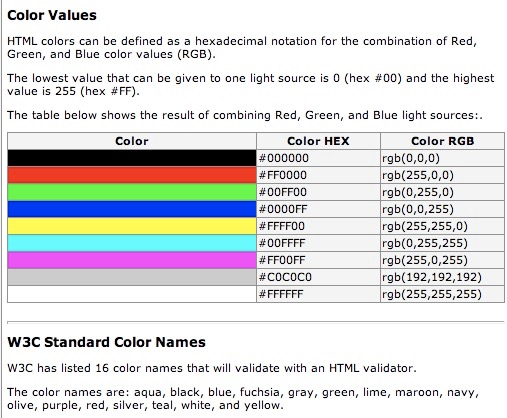 Color Values
HTML colors can be defined as a hexadecimal notation for the combination of Red,
Green, and Blue color values (RGB).
The lowest value that can be given to one light source is 0 (hex #00) and the highest
value is 255 (hex #FF).
The table below shows the result of combining Red, Green, and Blue light sources:.
Color Color HEX Color RGB
#000000 rgb(0,0,0)
#FF0000 rgb(255,0,0)
#00FF00 rgb(0,255,0)
#0000FF rgb(0,0,255)
#FFFF00 rgb(255,255,0)
#00FFFF rgb(0,255,255)
#FF00FF rgb(255,0,255)
#C0C0C0 rgb(192,192,192)
#FFFFFF rgb(255,255,255)
W3C Standard Color Names
W3C has listed 16 color names that will validate with an HTML validator.
The color names are: aqua, black, blue, fuchsia, gray, green, lime, maroon, navy,
olive, purple, red, silver, teal, white, and yellow.